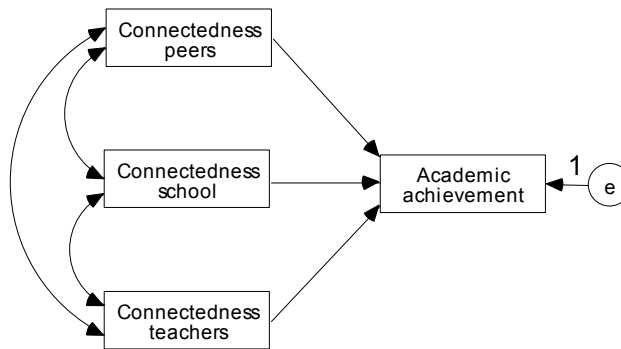 Connectedness
peers
Connectedness
school
Academic
achievement
1
e
Connectedness
teachers